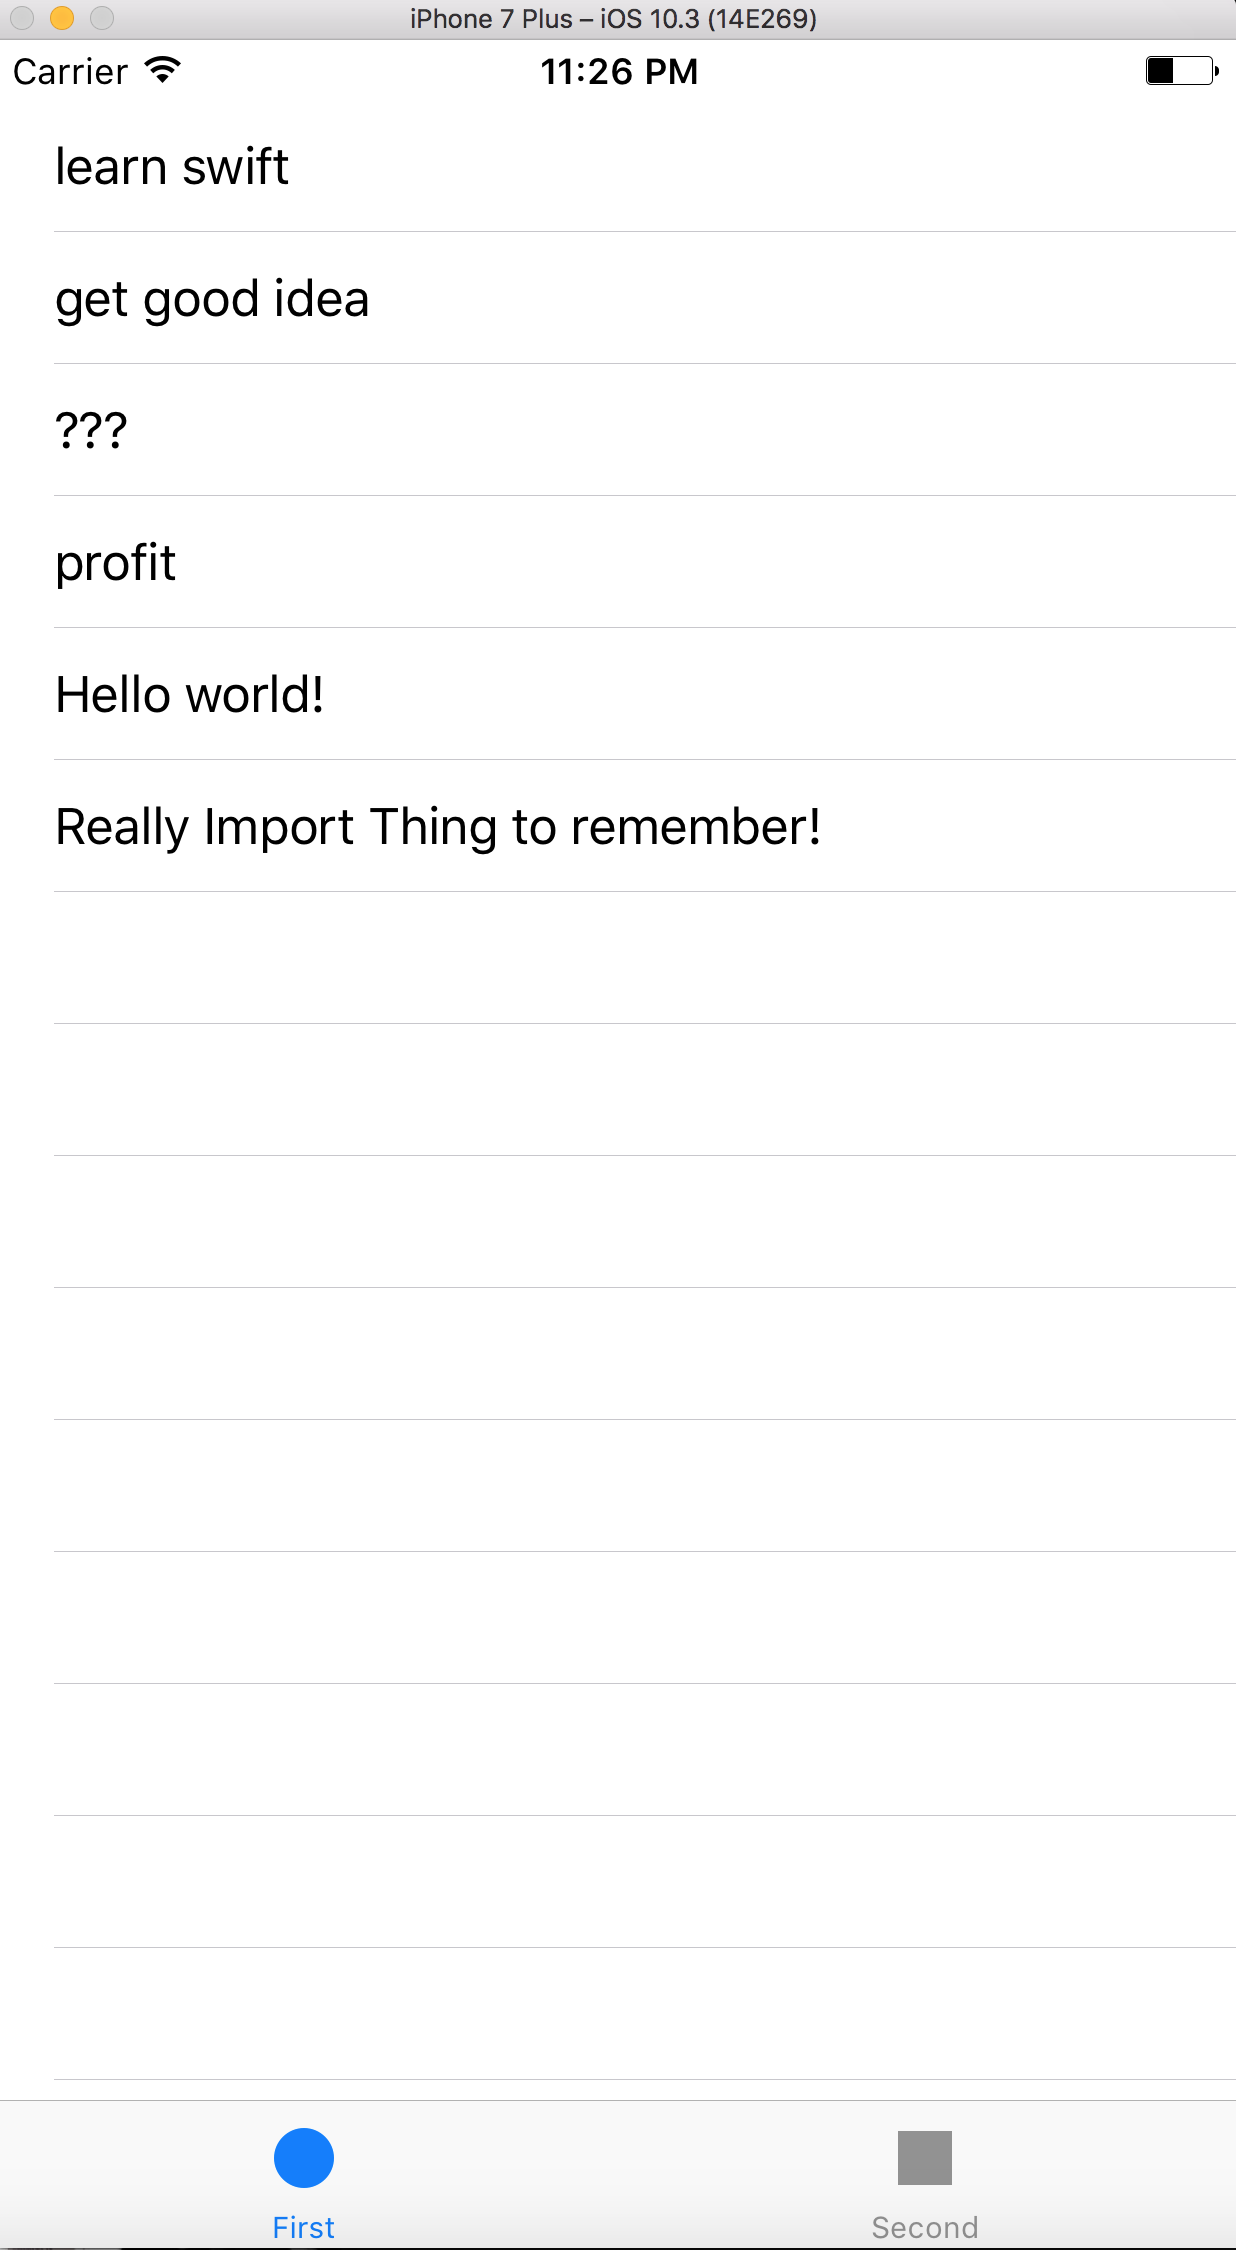 iPhone 7 Plus – iOS 10.3 (14E269)
Carrier 11:26 PM
learn swift
get good idea
???
profit
Hello world!
Really Import Thing to remember!
First Second